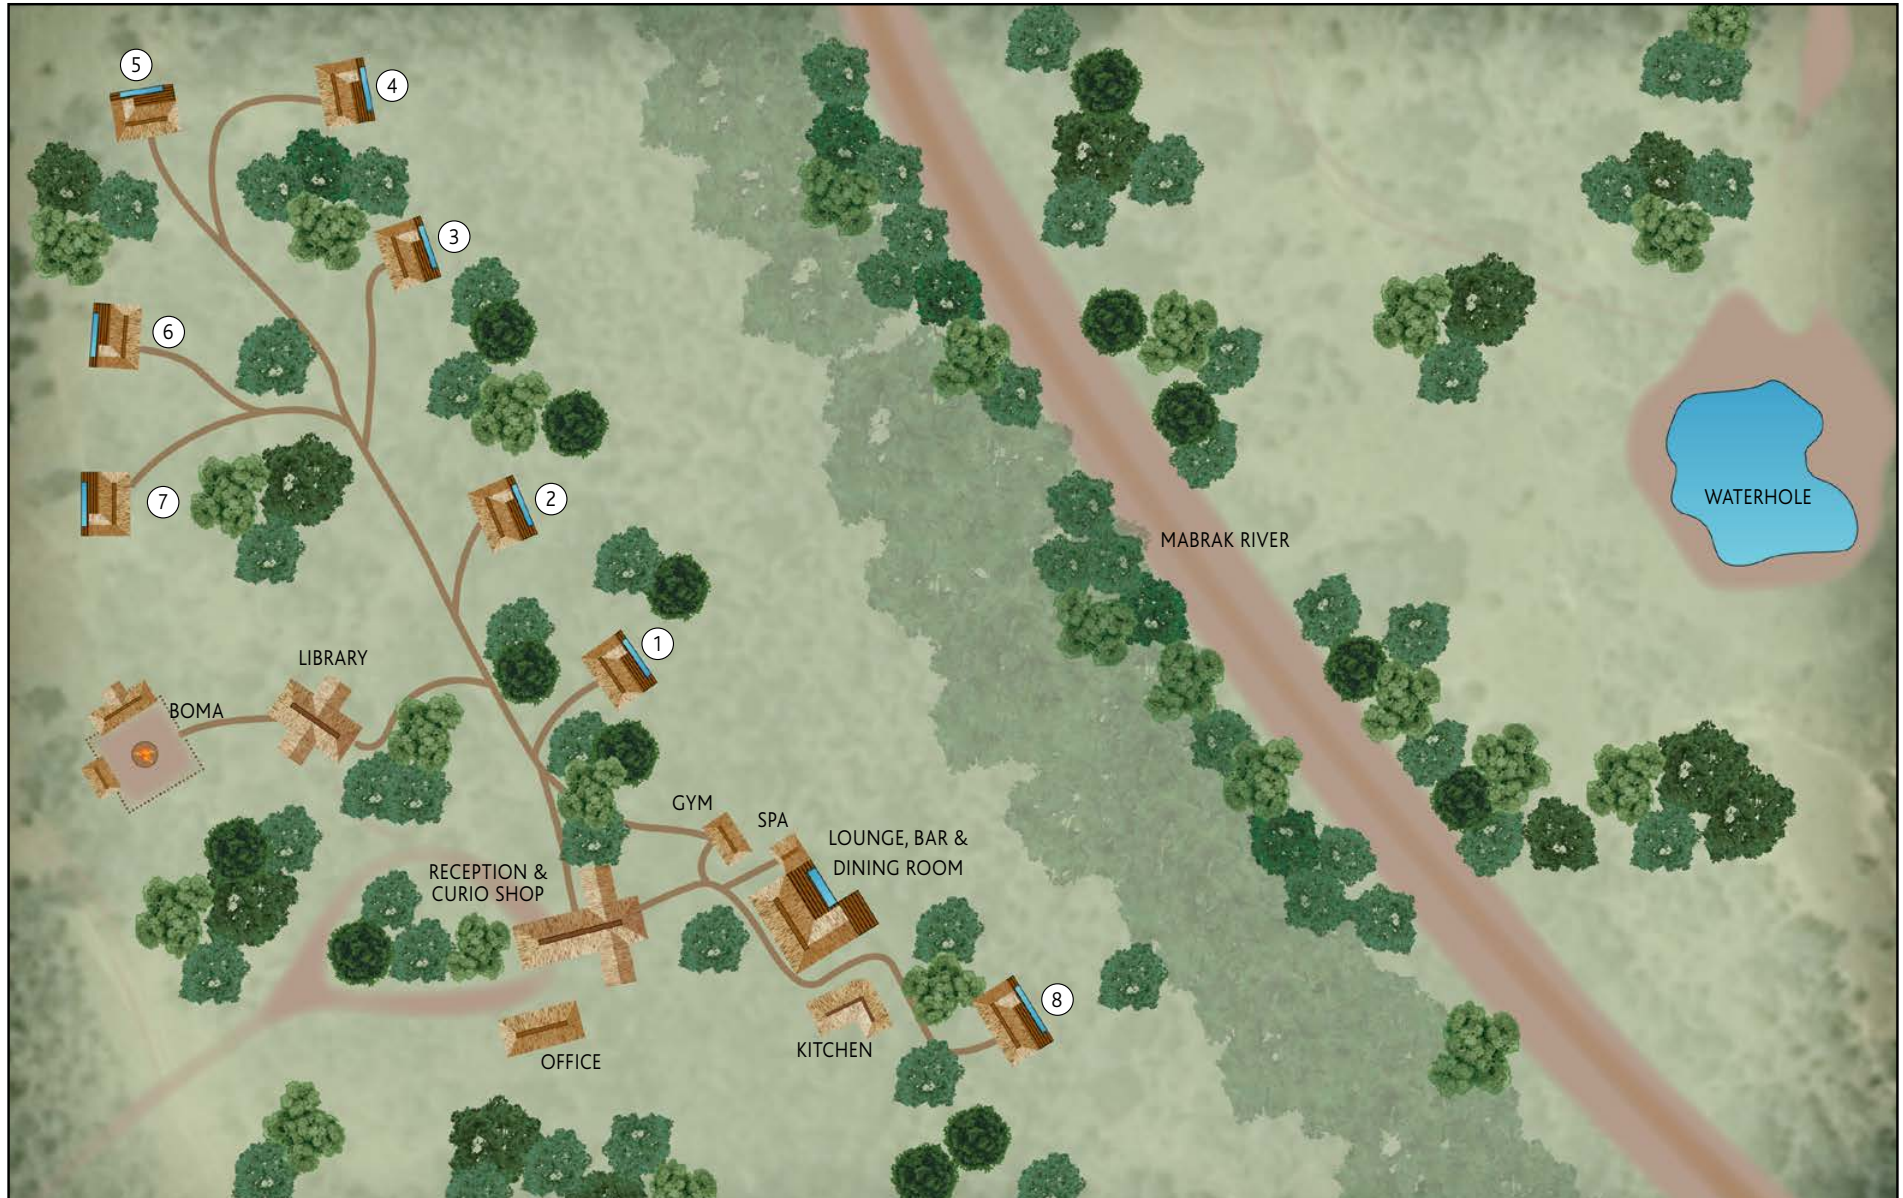 5
4
3
6
7
2
WATERHOLE
MABRAK RIVER
1
LIBRARY
BOMA
GYM
SPA
LOUNGE, BAR &
DINING ROOM
RECEPTION &
CURIO SHOP
8
OFFICE
KITCHEN